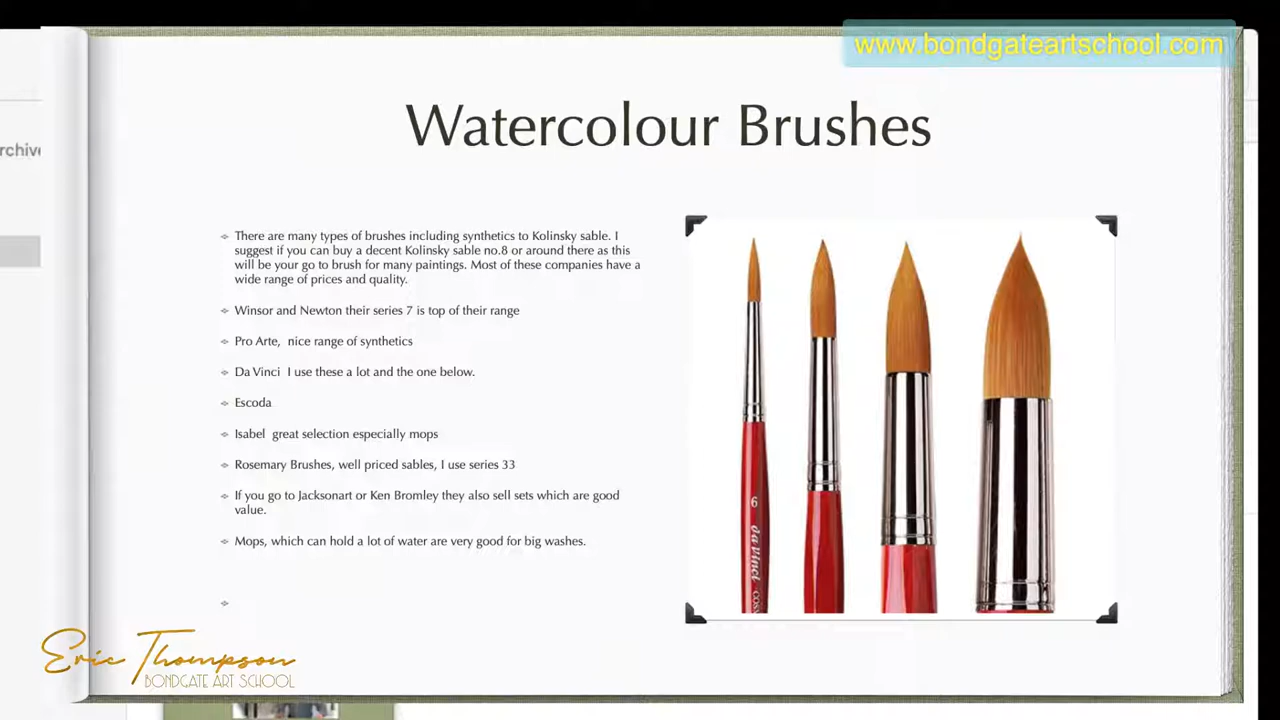 www.bondgateartschool.com
rchive
Watercolour Brushes
There are many types of brushes including synthetics to Kolinsky sable. I
suggest if you can buy a decent Kolinsky sable no.8 or around there as this
will be your go to brush for many paintings. Most of these companies have a
wide range of prices and quality.
Winsor and Newton their series 7 is top of their range
Pro Arte, nice range of synthetics
Da Vinci I use these a lot and the one below.
Escoda
Isabel great selection especially mops
Rosemary Brushes, well priced sables, I use series 33
If you go to Jacksonart or Ken Bromley they also sell sets which are good
value.
Mops, which can hold a lot of water are very good for big washes.
6
da vinci
Eric Thompson
BONDGATE ART SCHOOL